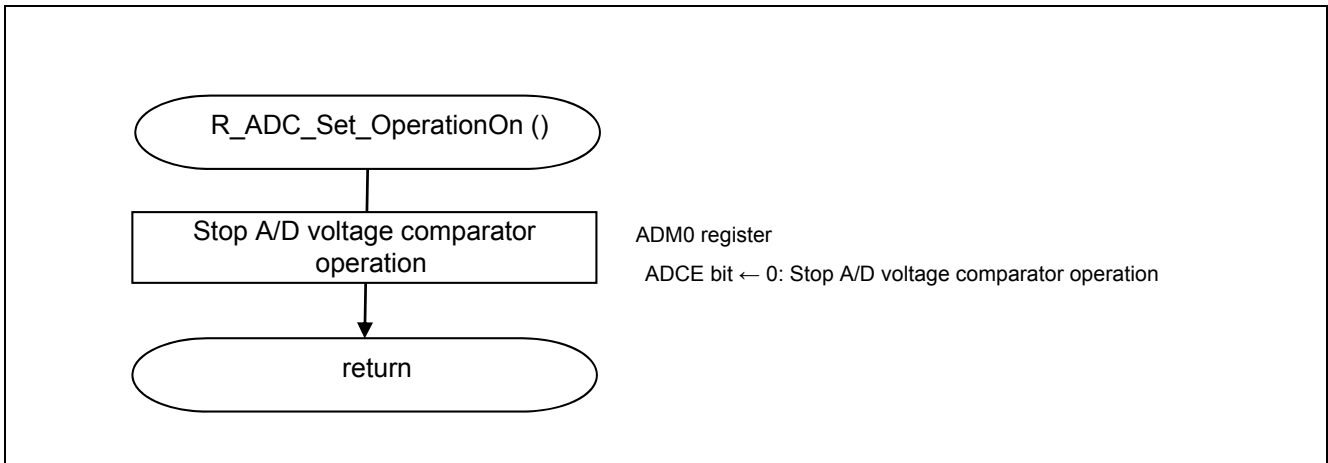 R_ADC_Set_OperationOn ()
Stop A/D voltage comparator
operation
ADM0 register
ADCE bit ← 0: Stop A/D voltage comparator operation
return